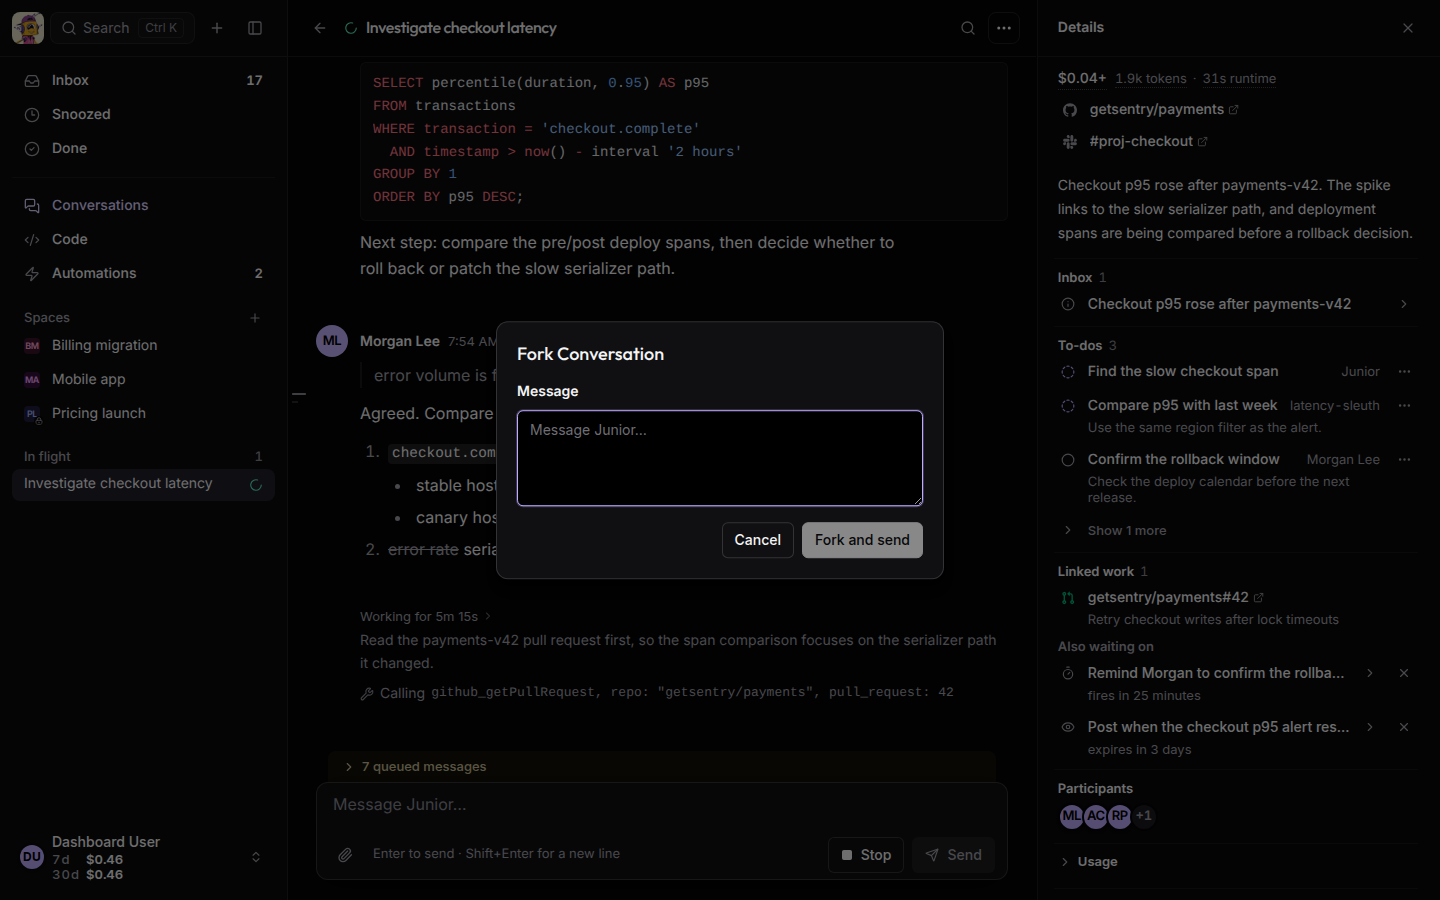 Search Ctrl K
Inbox 17
Snoozed
Done
Conversations
Code
Automations 2
Spaces
BM Billing migration
MA Mobile app
PL Pricing launch
In flight 1
Investigate checkout latency
DU Dashboard User
7d $0.46
30d $0.46
Investigate checkout latency
SELECT percentile(duration, 0.95) AS p95
FROM transactions
WHERE transaction = 'checkout.complete'
AND timestamp > now() - interval '2 hours'
GROUP BY 1
ORDER BY p95 DESC;
Next step: compare the pre/post deploy spans, then decide whether to
roll back or patch the slow serializer path.
ML Morgan Lee 7:54 AM
error volume is f
Agreed. Compare
1. checkout.com
• stable host
• canary hos
2. error rate seria
Fork Conversation
Message
Message Junior...
Cancel Fork and send
Working for 5m 15s
Read the payments-v42 pull request first, so the span comparison focuses on the serializer path
it changed.
Calling github_getPullRequest, repo: "getsentry/payments", pull_request: 42
7 queued messages
Message Junior...
Enter to send · Shift+Enter for a new line
Stop Send
Details
$0.04+ 1.9k tokens · 31s runtime
getsentry/payments
#proj-checkout
Checkout p95 rose after payments-v42. The spike
links to the slow serializer path, and deployment
spans are being compared before a rollback decision.
Inbox 1
Checkout p95 rose after payments-v42
To-dos 3
Find the slow checkout span Junior
Compare p95 with last week latency-sleuth
Use the same region filter as the alert.
Confirm the rollback window Morgan Lee
Check the deploy calendar before the next
release.
Show 1 more
Linked work 1
getsentry/payments#42
Retry checkout writes after lock timeouts
Also waiting on
Remind Morgan to confirm the rollba...
fires in 25 minutes
Post when the checkout p95 alert res...
expires in 3 days
Participants
ML AC RP +1
Usage